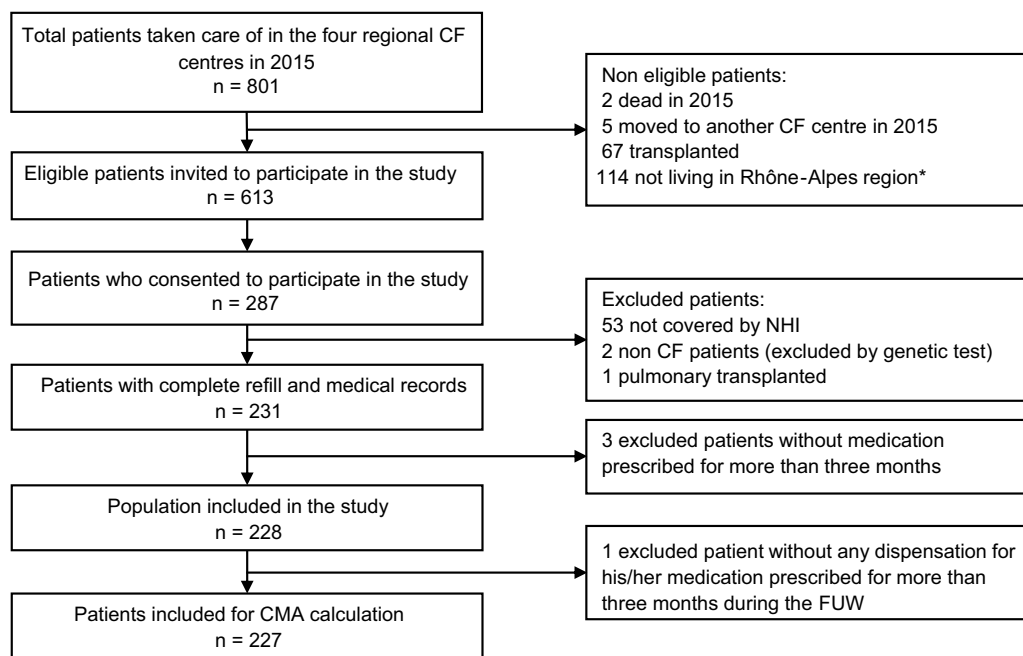 Total patients taken care of in the four regional CF
centres in 2015
n = 801
Non eligible patients:
2 dead in 2015
5 moved to another CF centre in 2015
67 transplanted
114 not living in Rhône-Alpes region*
Eligible patients invited to participate in the study
n = 613
Patients who consented to participate in the study
n = 287
Excluded patients:
53 not covered by NHI
2 non CF patients (excluded by genetic test)
1 pulmonary transplanted
Patients with complete refill and medical records
n = 231
3 excluded patients without medication
prescribed for more than three months
Population included in the study
n = 228
1 excluded patient without any dispensation for
his/her medication prescribed for more than
three months during the FUW
Patients included for CMA calculation
n = 227